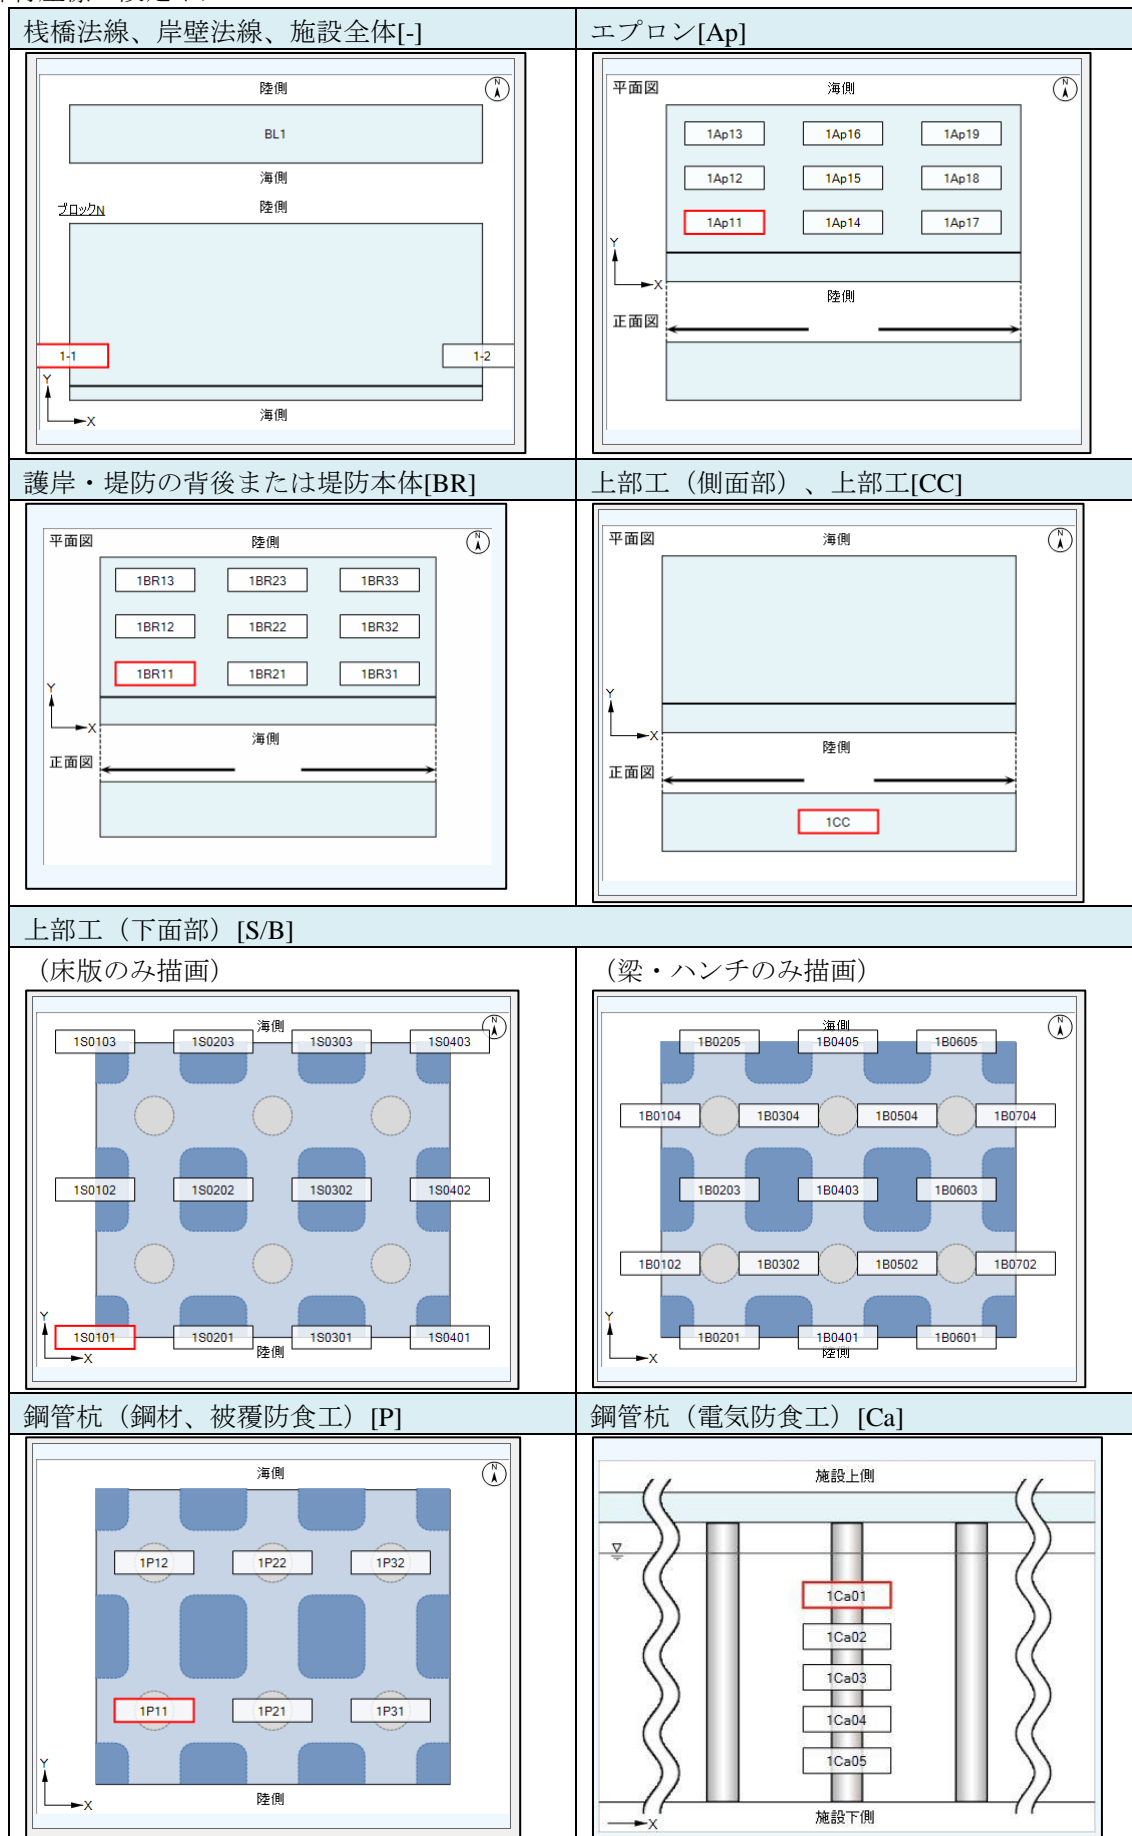 栈橋法線、岸壁法線、施設全体[-]
エプロン[Ap]
陸側
N
BL1
海側
ブロックN
陸側
1-1
1-2
Y
X
海側
平面図
海側
N
1Ap13
1Ap16
1Ap19
1Ap12
1Ap15
1Ap18
1Ap11
1Ap14
1Ap17
Y
X
陸側
正面図
護岸・堤防の背後または堤防本体[BR]
上部工（側面部）、上部工[CC]
平面図
陸側
N
1BR13
1BR23
1BR33
1BR12
1BR22
1BR32
1BR11
1BR21
1BR31
Y
X
海側
正面図
平面図
海側
N
Y
X
陸側
正面図
1CC
上部工（下面部）[S/B]
（床版のみ描画）
（梁・ハンチのみ描画）
海側
N
1S0103
1S0203
1S0303
1S0403
1S0102
1S0202
1S0302
1S0402
Y
1S0101
1S0201
1S0301
1S0401
X
陸側
海側
N
1B0205
1B0405
1B0605
1B0104
1B0304
1B0504
1B0704
1B0203
1B0403
1B0603
1B0102
1B0302
1B0502
1B0702
Y
1B0201
1B0401
1B0601
X
陸側
鋼管杭（鋼材、被覆防食工）[P]
鋼管杭（電気防食工）[Ca]
海側
N
1P12
1P22
1P32
1P11
1P21
1P31
Y
X
陸側
施設上側
1Ca01
1Ca02
1Ca03
1Ca04
1Ca05
施設下側
X